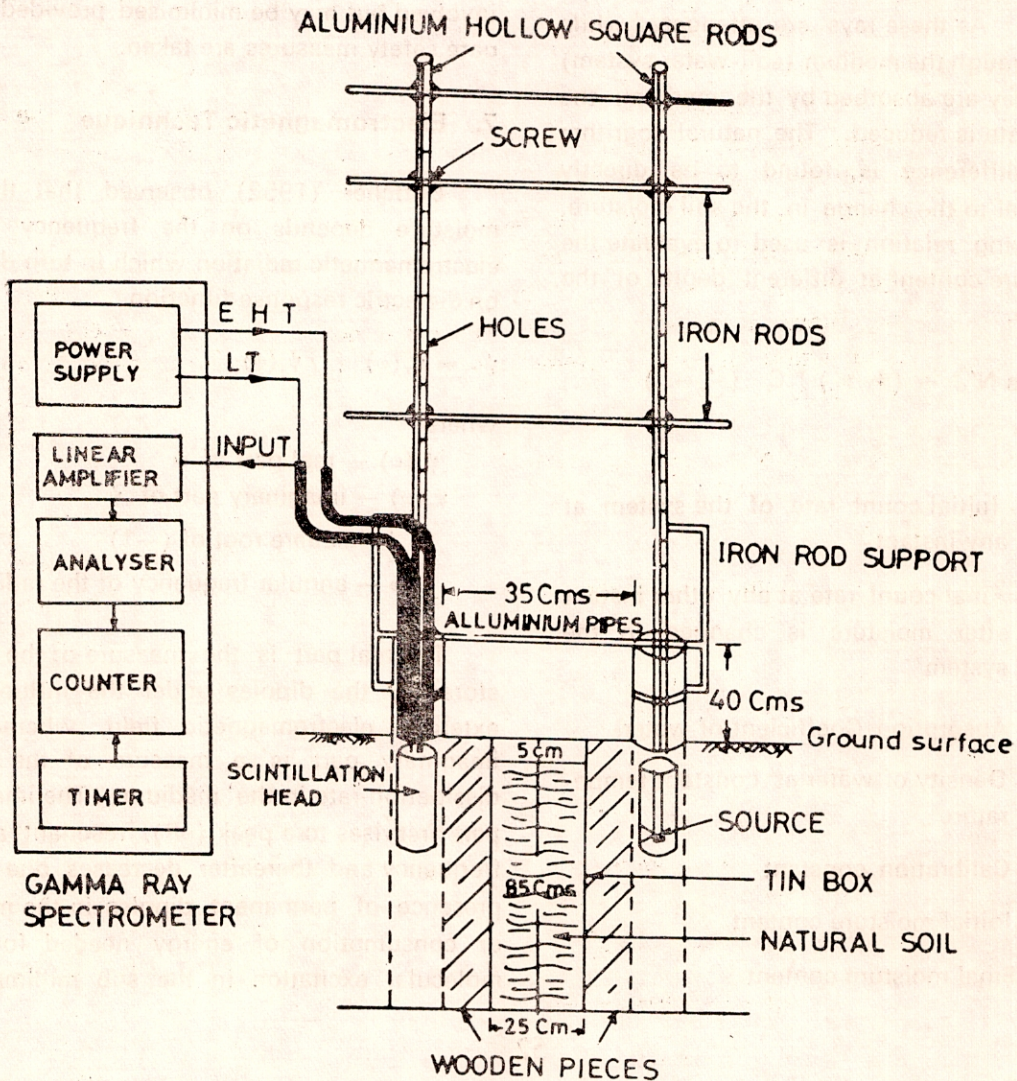 ALUMINIUM HOLLOW SQUARE RODS
SCREW
HOLES
IRON RODS
E H T
POWER
SUPPLY
LT
INPUT
LINEAR
AMPLIFIER
ANALYSER
COUNTER
TIMER
GAMMA RAY
SPECTROMETER
IRON ROD SUPPORT
35 Cms
ALLUMINIUM PIPES
40 Cms
Ground surface
5 cm
SCINTILLATION
HEAD
SOURCE
TIN BOX
85 Cms
NATURAL SOIL
25 Cm
WOODEN PIECES